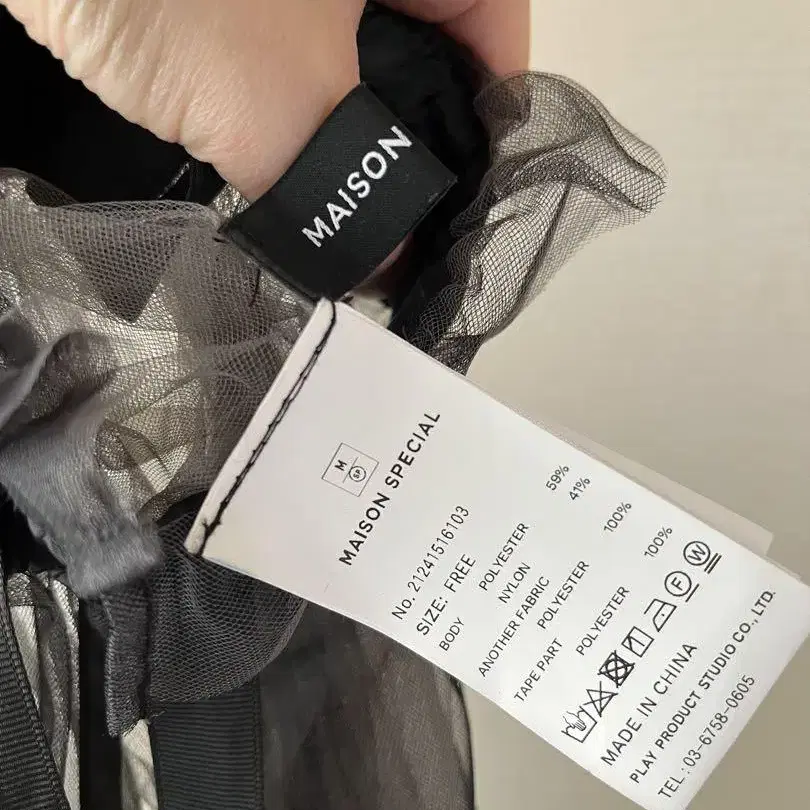 MAISON
M
SP
MAISON SPECIAL
No. 21241516103
SIZE: FREE
BODY POLYESTER 59%
NYLON 41%
ANOTHER FABRIC
POLYESTER 100%
TAPE PART
POLYESTER 100%
F W
MADE IN CHINA
PLAY PRODUCT STUDIO CO., LTD.
TEL : 03-6758-0605